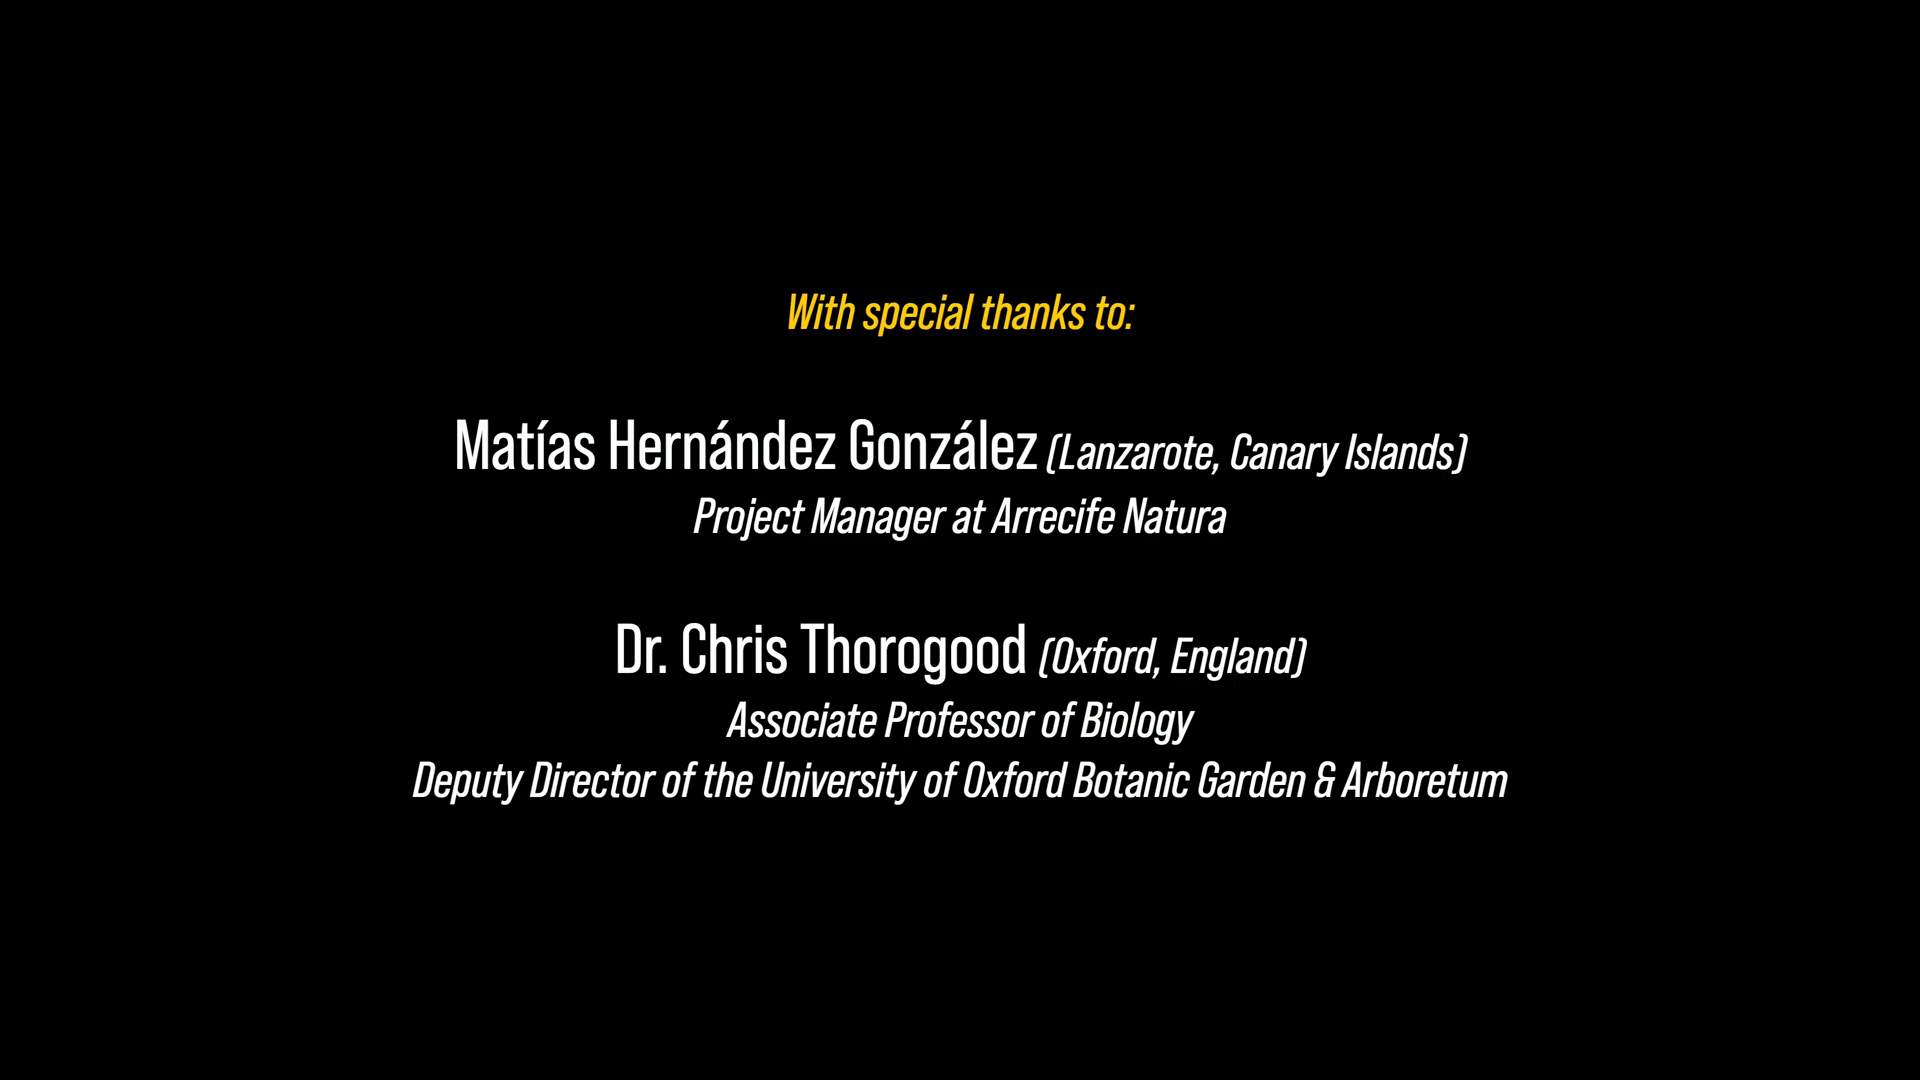 With special thanks to:
Matías Hernández González (Lanzarote, Canary Islands)
Project Manager at Arrecife Natura
Dr. Chris Thorogood (Oxford, England)
Associate Professor of Biology
Deputy Director of the University of Oxford Botanic Garden & Arboretum